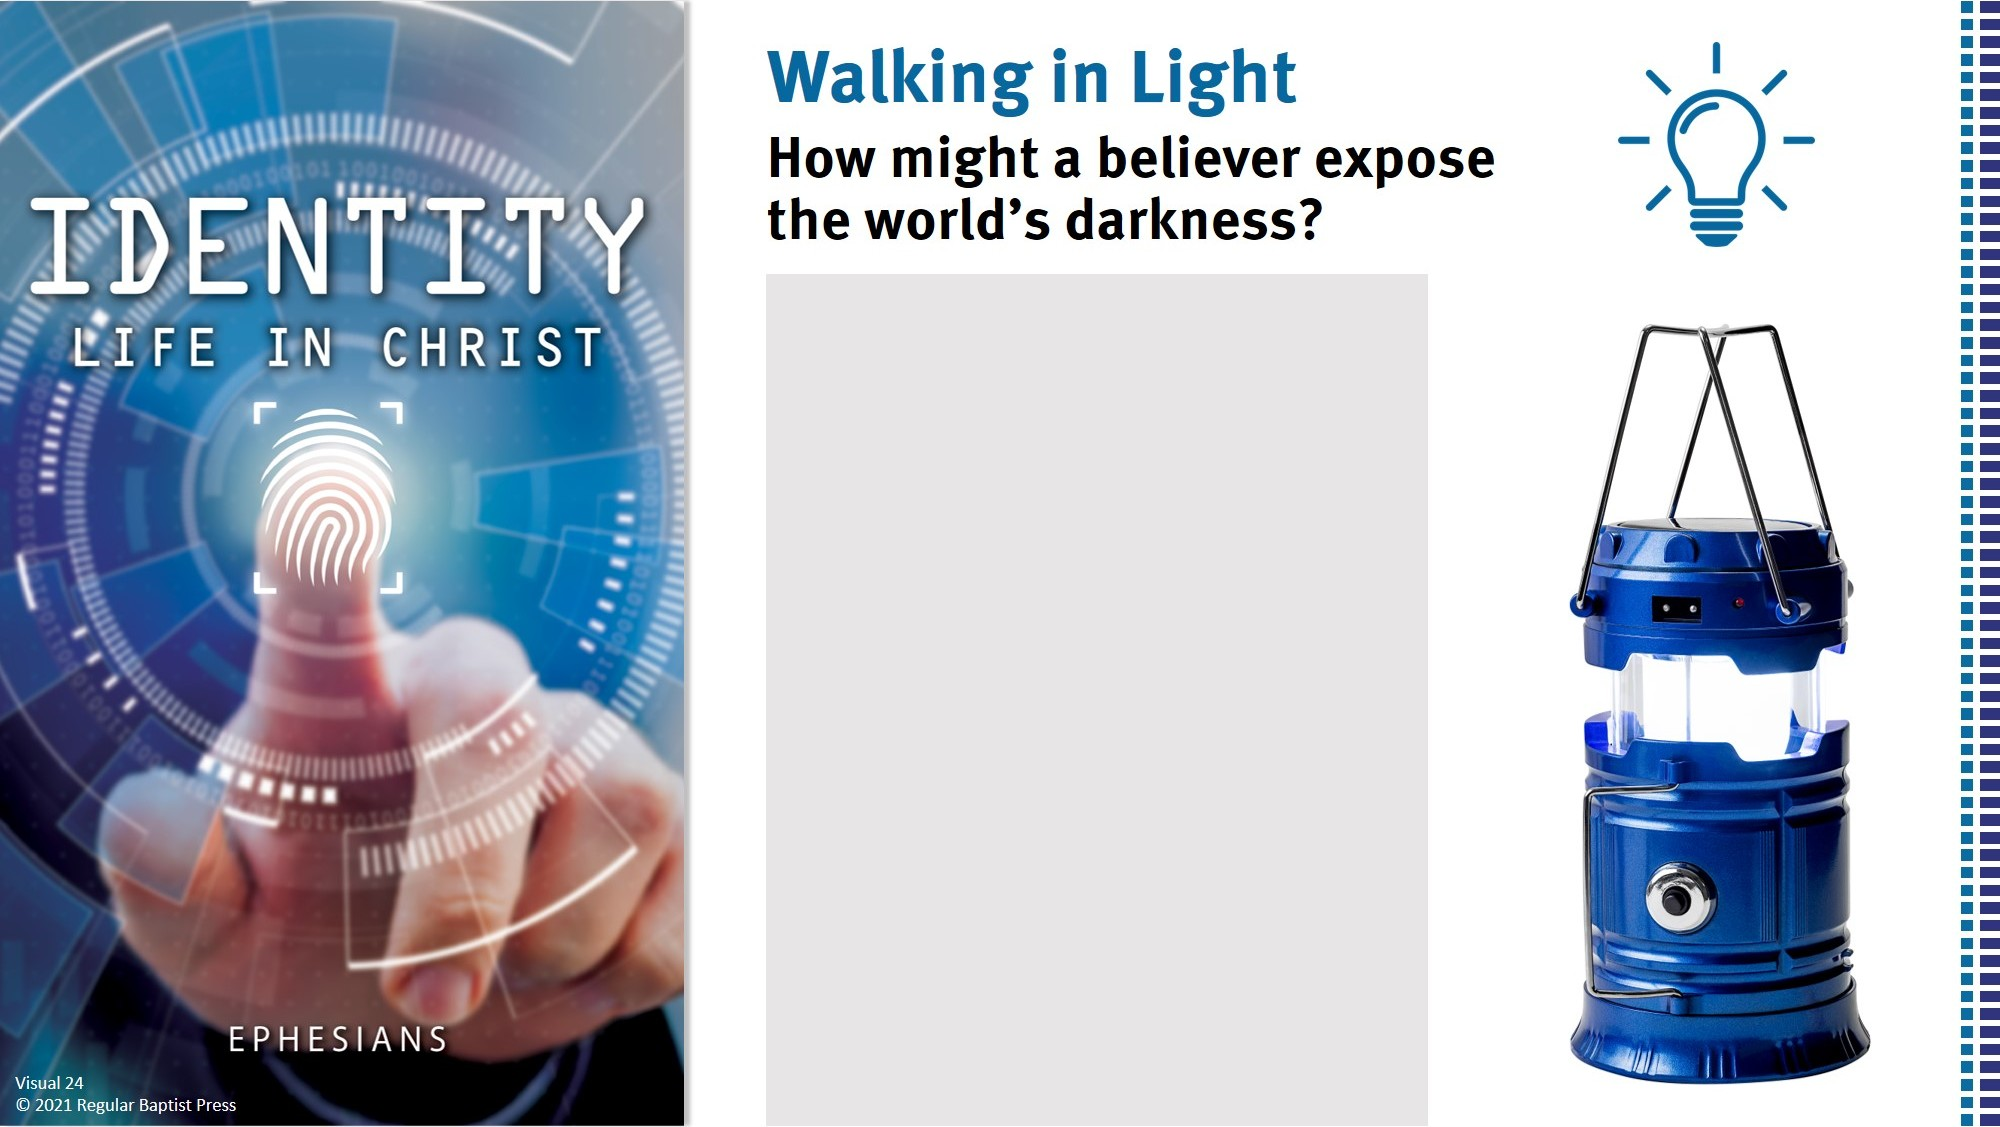 IDENTITY
LIFE IN CHRIST
EPHESIANS
Visual 24
© 2021 Regular Baptist Press
Walking in Light
How might a believer expose
the world’s darkness?